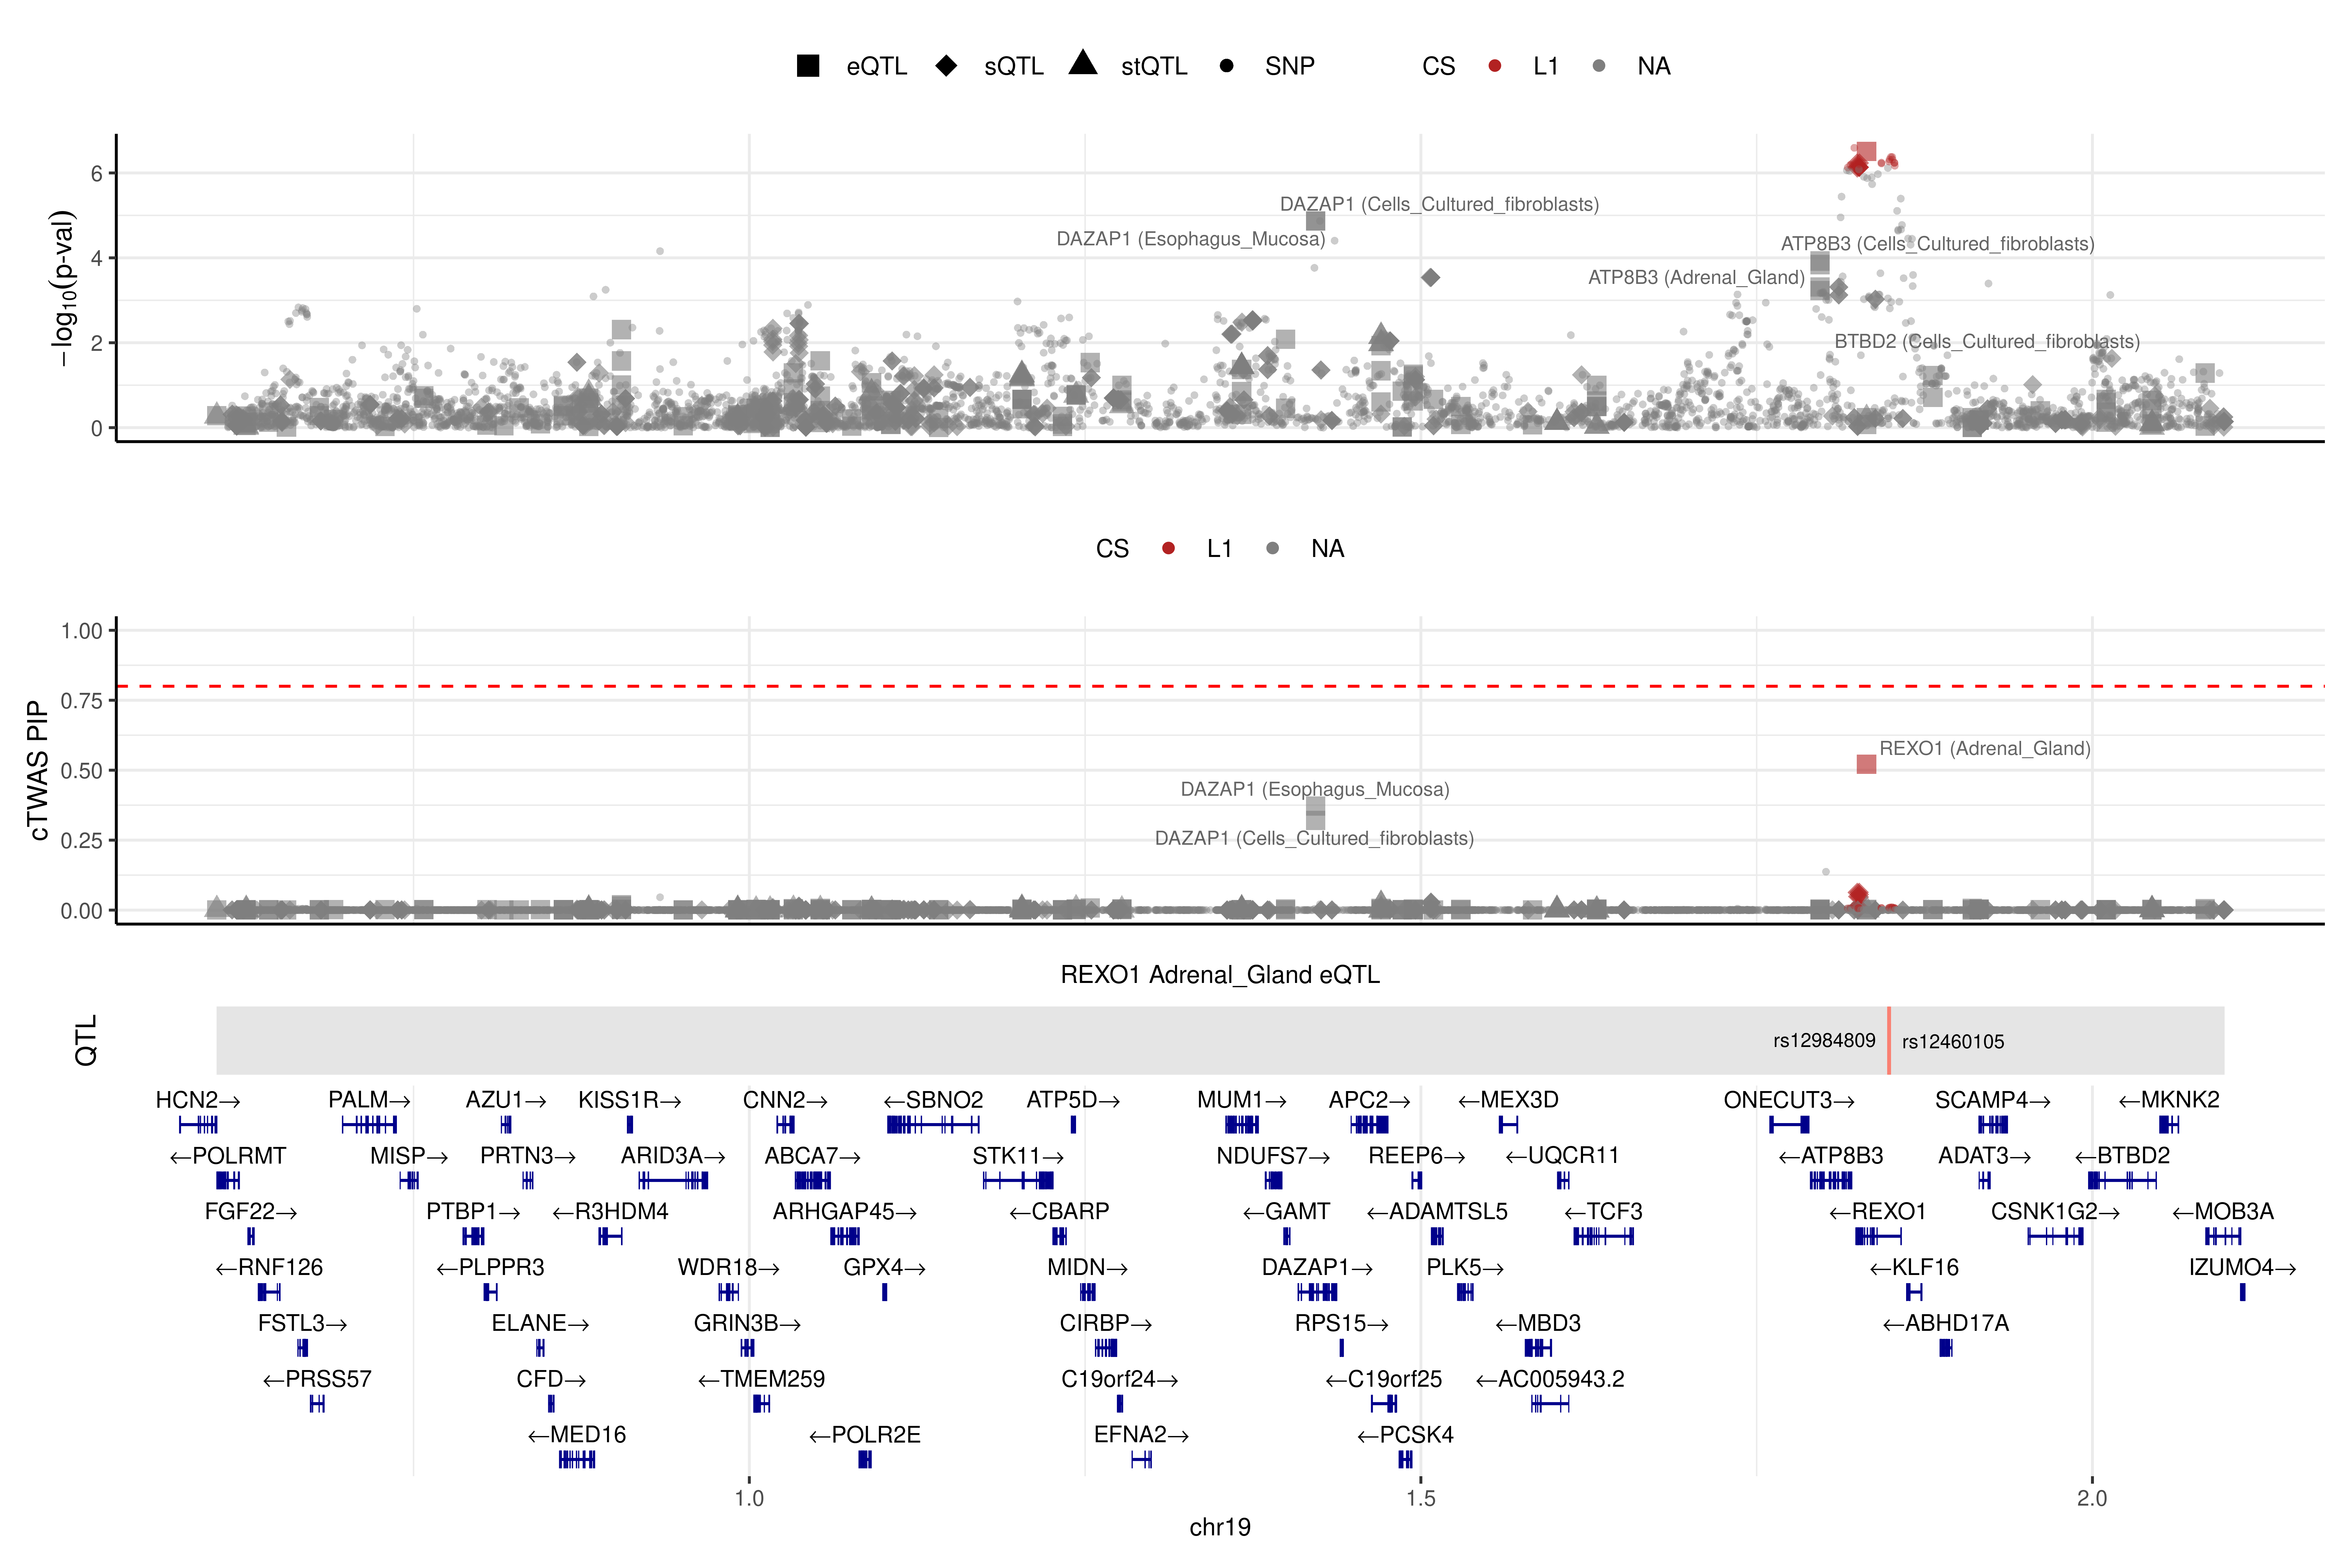 eQTL sQTL stQTL SNP CS L1 NA
−log10(p-val)
6
4
2
0
DAZAP1 (Cells_Cultured_fibroblasts)
DAZAP1 (Esophagus_Mucosa)
ATP8B3 (Cells_Cultured_fibroblasts)
ATP8B3 (Adrenal_Gland)
BTBD2 (Cells_Cultured_fibroblasts)
CS L1 NA
cTWAS PIP
1.00
0.75
0.50
0.25
0.00
REXO1 (Adrenal_Gland)
DAZAP1 (Esophagus_Mucosa)
DAZAP1 (Cells_Cultured_fibroblasts)
REXO1 Adrenal_Gland eQTL
QTL
rs12984809 rs12460105
HCN2→ PALM→ AZU1→ KISS1R→ CNN2→ ←SBNO2 ATP5D→ MUM1→ APC2→ ←MEX3D ONECUT3→ SCAMP4→ ←MKNK2
←POLRMT MISP→ PRTN3→ ARID3A→ ABCA7→ STK11→ NDUFS7→ REEP6→ ←UQCR11 ←ATP8B3 ADAT3→ ←BTBD2
FGF22→ PTBP1→ ←R3HDM4 ARHGAP45→ ←CBARP ←GAMT ←ADAMTSL5 ←TCF3 ←REXO1 CSNK1G2→ ←MOB3A
←RNF126 ←PLPPR3 WDR18→ GPX4→ MIDN→ DAZAP1→ PLK5→ ←KLF16 IZUMO4→
FSTL3→ ELANE→ GRIN3B→ CIRBP→ RPS15→ ←MBD3 ←ABHD17A
←PRSS57 CFD→ ←TMEM259 C19orf24→ ←C19orf25 ←AC005943.2
←MED16 ←POLR2E EFNA2→ ←PCSK4
1.0 1.5 2.0
chr19